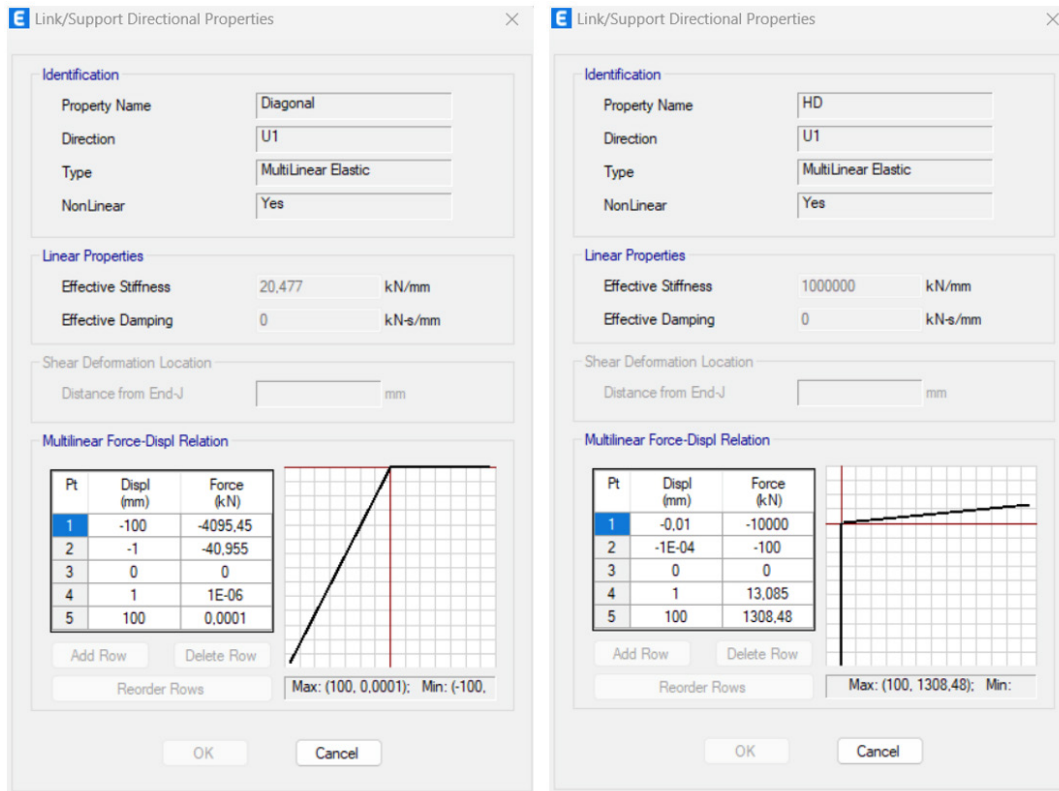 E Link/Support Directional Properties
Identification
Property Name Diagonal
Direction U1
Type MultiLinear Elastic
NonLinear Yes
Linear Properties
Effective Stiffness 20,477 kN/mm
Effective Damping 0 kN-s/mm
Shear Deformation Location
Distance from End-J mm
Multilinear Force-Displ Relation
Pt Displ (mm) Force (kN)
1 -100 -4095,45
2 -1 -40,955
3 0 0
4 1 1E-06
5 100 0,0001
Add Row Delete Row
Reorder Rows
Max: (100, 0,0001); Min: (-100,
OK Cancel
E Link/Support Directional Properties
Identification
Property Name HD
Direction U1
Type MultiLinear Elastic
NonLinear Yes
Linear Properties
Effective Stiffness 1000000 kN/mm
Effective Damping 0 kN-s/mm
Shear Deformation Location
Distance from End-J mm
Multilinear Force-Displ Relation
Pt Displ (mm) Force (kN)
1 -0,01 -10000
2 -1E-04 -100
3 0 0
4 1 13,085
5 100 1308,48
Add Row Delete Row
Reorder Rows
Max: (100, 1308,48); Min:
OK Cancel